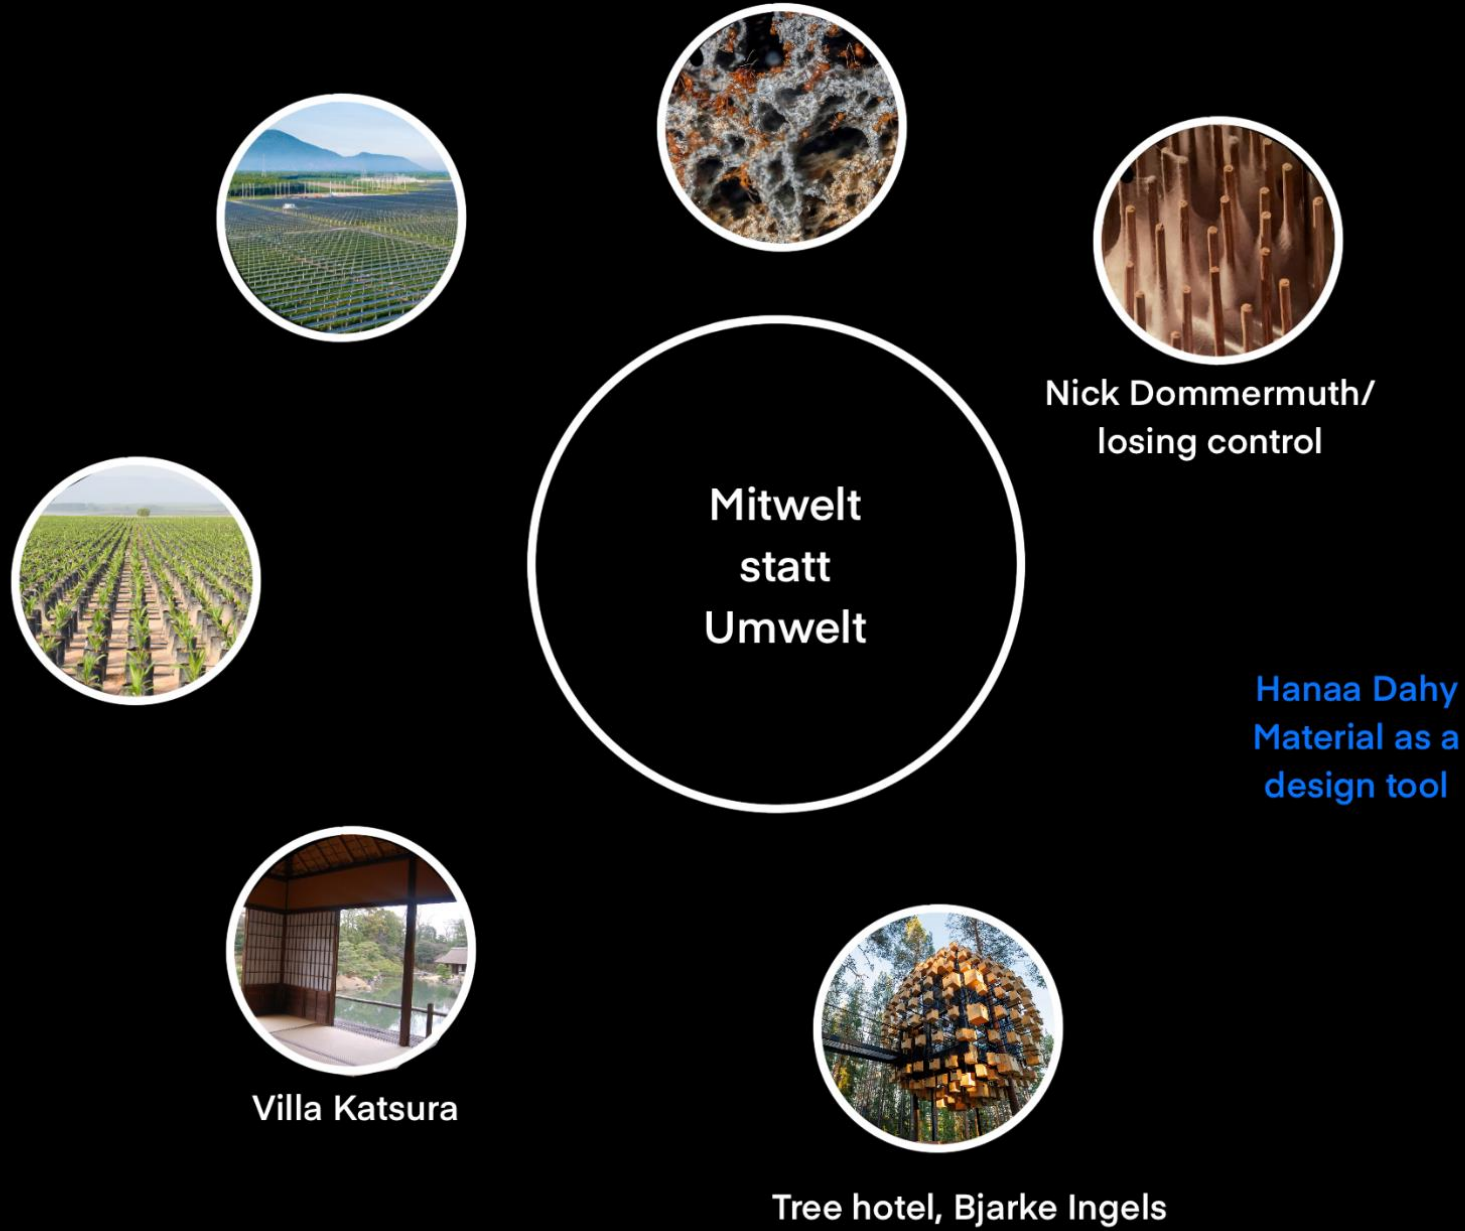 Nick Dommermuth/
losing control
Mitwelt
statt
Umwelt
Hanaa Dahy
Material as a
design tool
Villa Katsura
Tree hotel, Bjarke Ingels